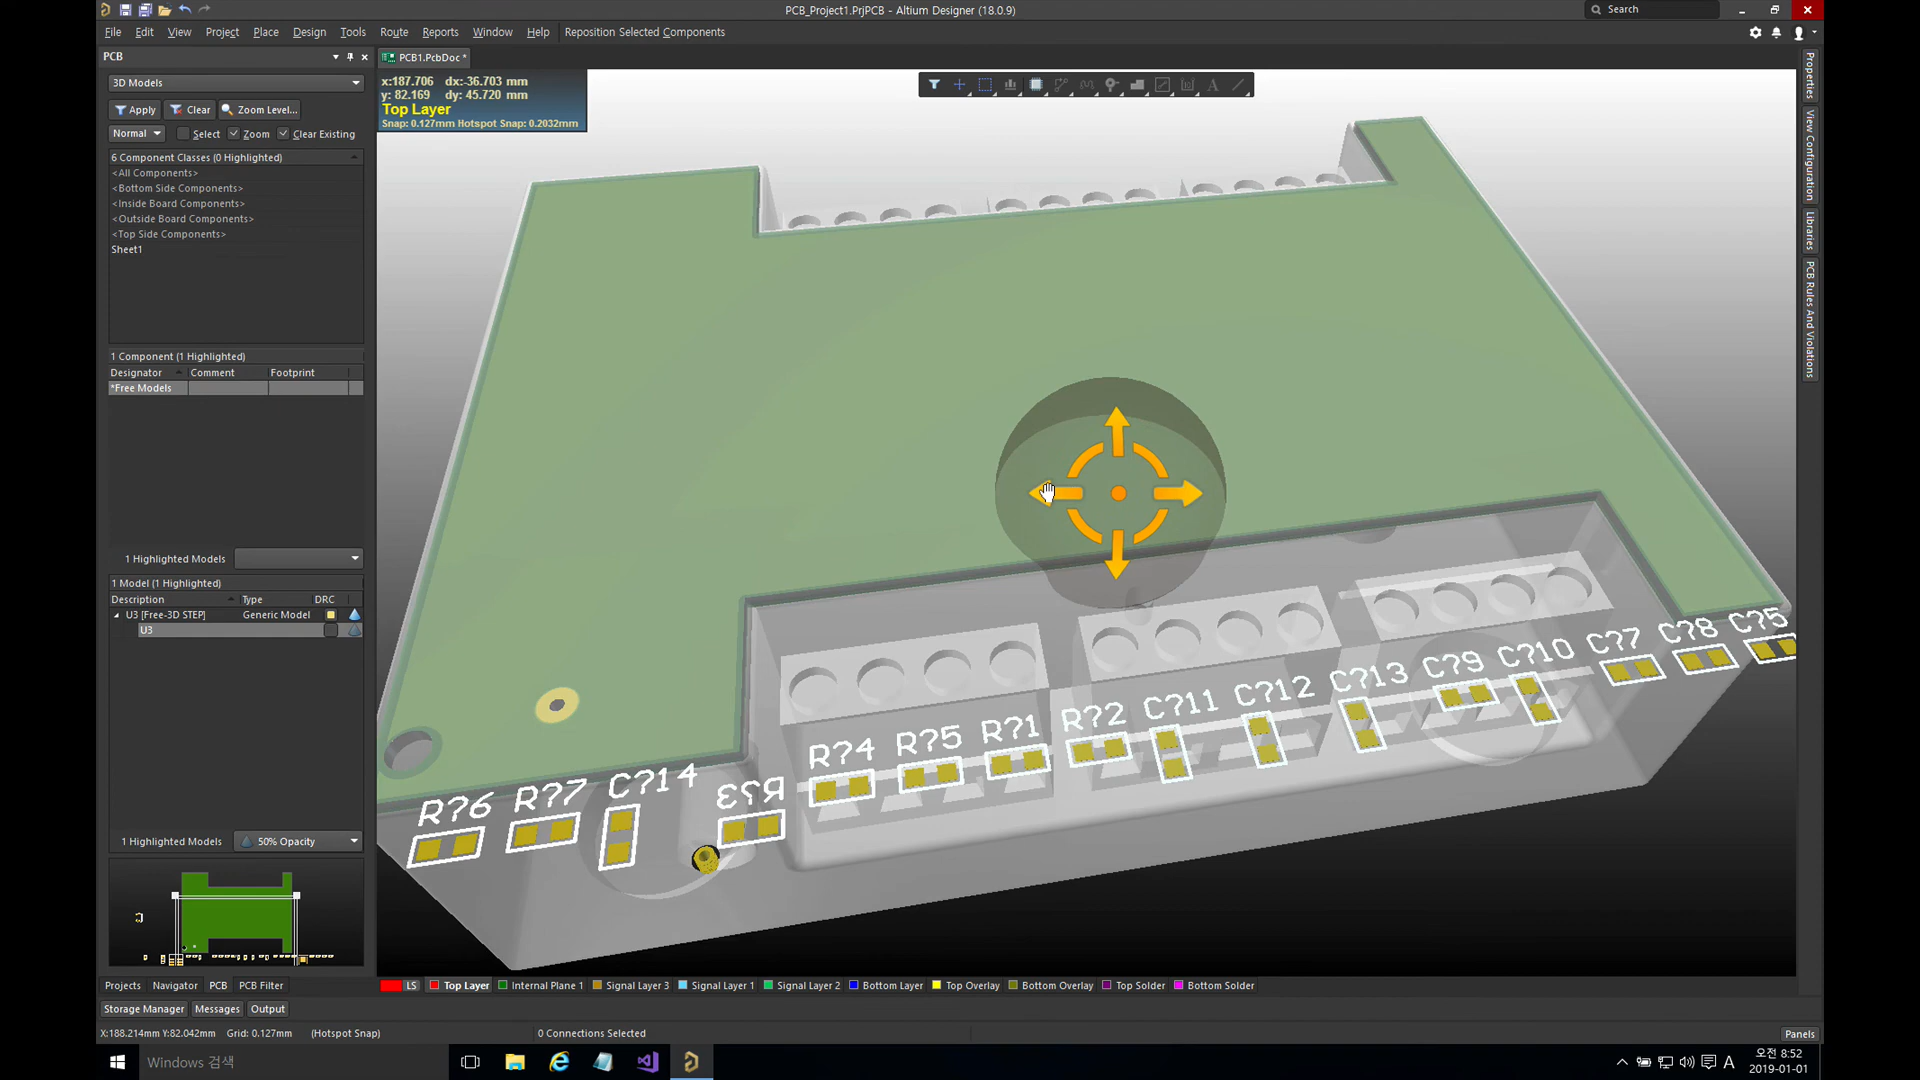 PCB_Project1.PrjPCB - Altium Designer (18.0.9)
Search
File Edit View Project Place Design Tools Route Reports Window Help Reposition Selected Components
PCB
PCB1.PcbDoc *
3D Models
Apply Clear Zoom Level...
Normal Select Zoom Clear Existing
6 Component Classes (0 Highlighted)
<All Components>
<Bottom Side Components>
<Inside Board Components>
<Outside Board Components>
<Top Side Components>
Sheet1
1 Component (1 Highlighted)
Designator Comment Footprint
*Free Models
1 Highlighted Models
1 Model (1 Highlighted)
Description Type DRC
U3 [Free-3D STEP] Generic Model
U3
1 Highlighted Models 50% Opacity
x:187.706 dx:-36.703 mm
y: 82.169 dy: 45.720 mm
Top Layer
Snap: 0.127mm Hotspot Snap: 0.2032mm
R?6 R?7 C?14 R?3 R?4 R?5 R?1 R?2 C?11 C?12 C?13 C?9 C?10 C?7 C?8 C?5
Properties
View Configuration
Libraries
PCB Rules And Violations
Projects Navigator PCB PCB Filter
LS Top Layer Internal Plane 1 Signal Layer 3 Signal Layer 1 Signal Layer 2 Bottom Layer Top Overlay Bottom Overlay Top Solder Bottom Solder
Storage Manager Messages Output
X:188.214mm Y:82.042mm Grid: 0.127mm (Hotspot Snap) 0 Connections Selected
Panels
Windows 검색
A
오전 8:52
2019-01-01